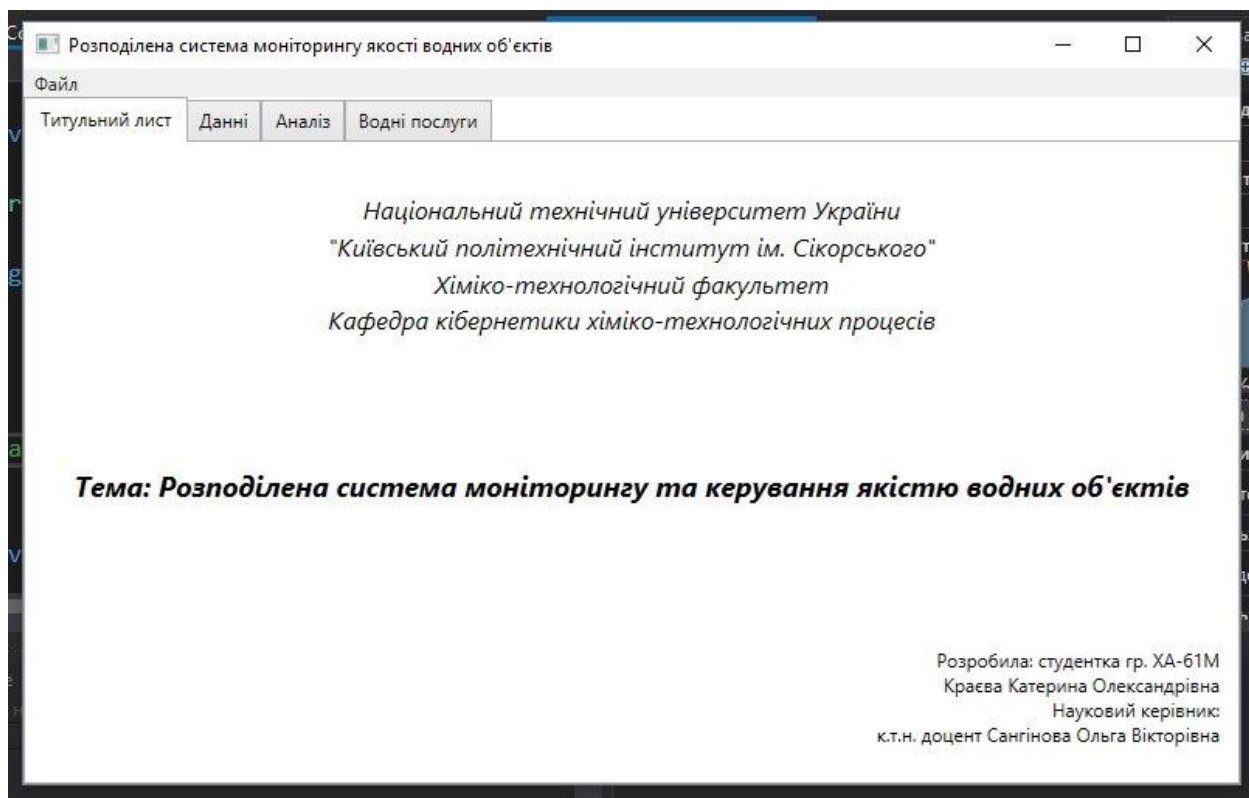 Розподілена система моніторингу якості водних об'єктів
Файл
Титульний лист Данні Аналіз Водні послуги
Національний технічний університет України
"Київський політехнічний інститут ім. Сікорського"
Хіміко-технологічний факультет
Кафедра кібернетики хіміко-технологічних процесів
Тема: Розподілена система моніторингу та керування якістю водних об'єктів
Розробила: студентка гр. ХА-61М
Краєва Катерина Олександрівна
Науковий керівник:
к.т.н. доцент Сангінова Ольга Вікторівна